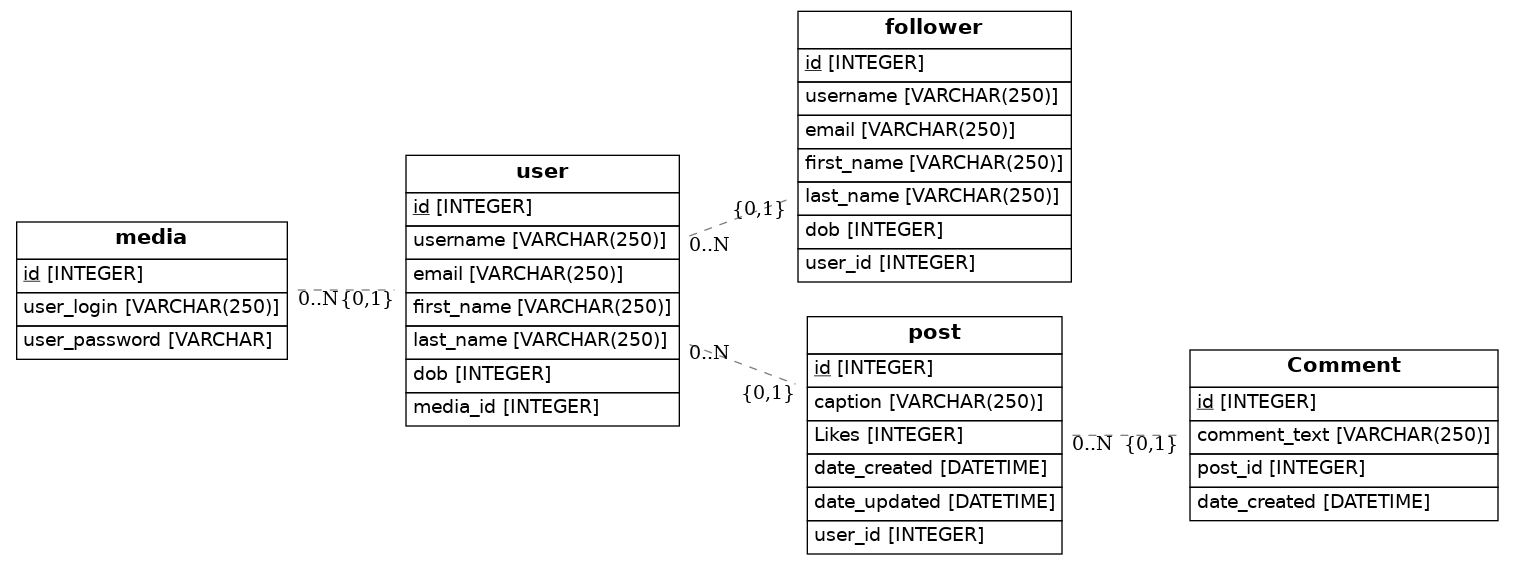 media
id [INTEGER]
user_login [VARCHAR(250)]
user_password [VARCHAR]
0..N
{0,1}
user
id [INTEGER]
username [VARCHAR(250)]
email [VARCHAR(250)]
first_name [VARCHAR(250)]
last_name [VARCHAR(250)]
dob [INTEGER]
media_id [INTEGER]
{0,1}
0..N
follower
id [INTEGER]
username [VARCHAR(250)]
email [VARCHAR(250)]
first_name [VARCHAR(250)]
last_name [VARCHAR(250)]
dob [INTEGER]
user_id [INTEGER]
0..N
{0,1}
post
id [INTEGER]
caption [VARCHAR(250)]
Likes [INTEGER]
date_created [DATETIME]
date_updated [DATETIME]
user_id [INTEGER]
0..N
{0,1}
Comment
id [INTEGER]
comment_text [VARCHAR(250)]
post_id [INTEGER]
date_created [DATETIME]